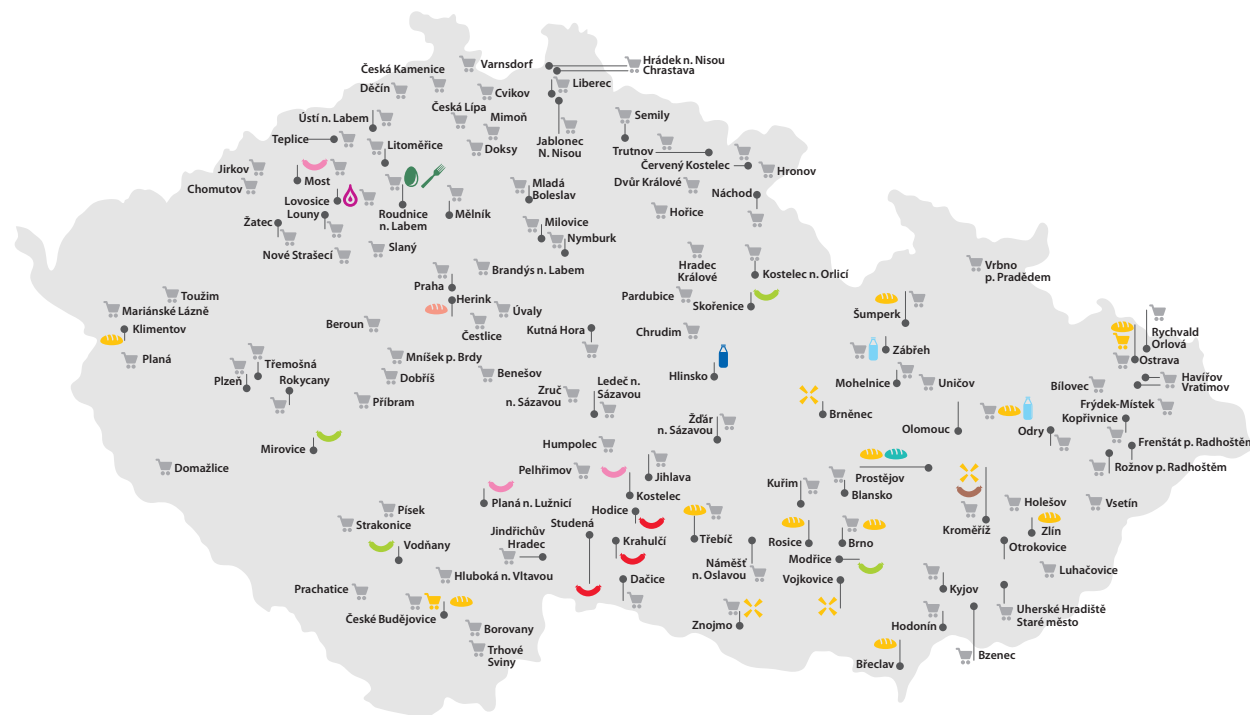 Hrádek n. Nisou
Chrastava
Varnsdorf
Česká Kamenice
Děčín
Liberec
Cvikov
Česká Lípa
Mimoň
Ústí n. Labem
Semily
Teplice
Litoměřice
Doksy
Jablonec
N. Nisou
Trutnov
Červený Kostelec
Hronov
Jirkov
Chomutov
Most
Mladá
Boleslav
Dvůr Králové
Náchod
Lovosice
Louny
Roudnice
n. Labem
Mělník
Hořice
Žatec
Milovice
Nymburk
Nové Strašecí
Slaný
Hradec
Králové
Kostelec n. Orlicí
Vrbno
p. Pradědem
Brandýs n. Labem
Praha
Herink
Toužim
Mariánské Lázně
Klimentov
Planá
Pardubice
Skořenice
Úvaly
Beroun
Čestlice
Kutná Hora
Chrudim
Šumperk
Rychvald
Orlová
Ostrava
Zábřeh
Mníšek p. Brdy
Dobříš
Benešov
Třemošná
Plzeň
Rokycany
Hlinsko
Mohelnice
Uničov
Bílovec
Havířov
Vratimov
Příbram
Zruč
n. Sázavou
Ledeč n.
Sázavou
Brněnec
Frýdek-Místek
Kopřivnice
Olomouc
Odry
Žďár
n. Sázavou
Mirovice
Humpolec
Frenštát p. Radhoštěm
Rožnov p. Radhoštěm
Domažlice
Pelhřimov
Jihlava
Prostějov
Kuřim
Blansko
Kostelec
Planá n. Lužnicí
Holešov
Vsetín
Písek
Strakonice
Hodice
Studená
Zlín
Kroměříž
Jindřichův
Hradec
Krahulčí
Třebíč
Rosice
Brno
Otrokovice
Vodňany
Modřice
Náměšť
n. Oslavou
Luhačovice
Hluboká n. Vltavou
Dačice
Vojkovice
Kyjov
Prachatice
Uherské Hradiště
Staré město
České Budějovice
Znojmo
Hodonín
Borovany
Trhové
Sviny
Bzenec
Břeclav